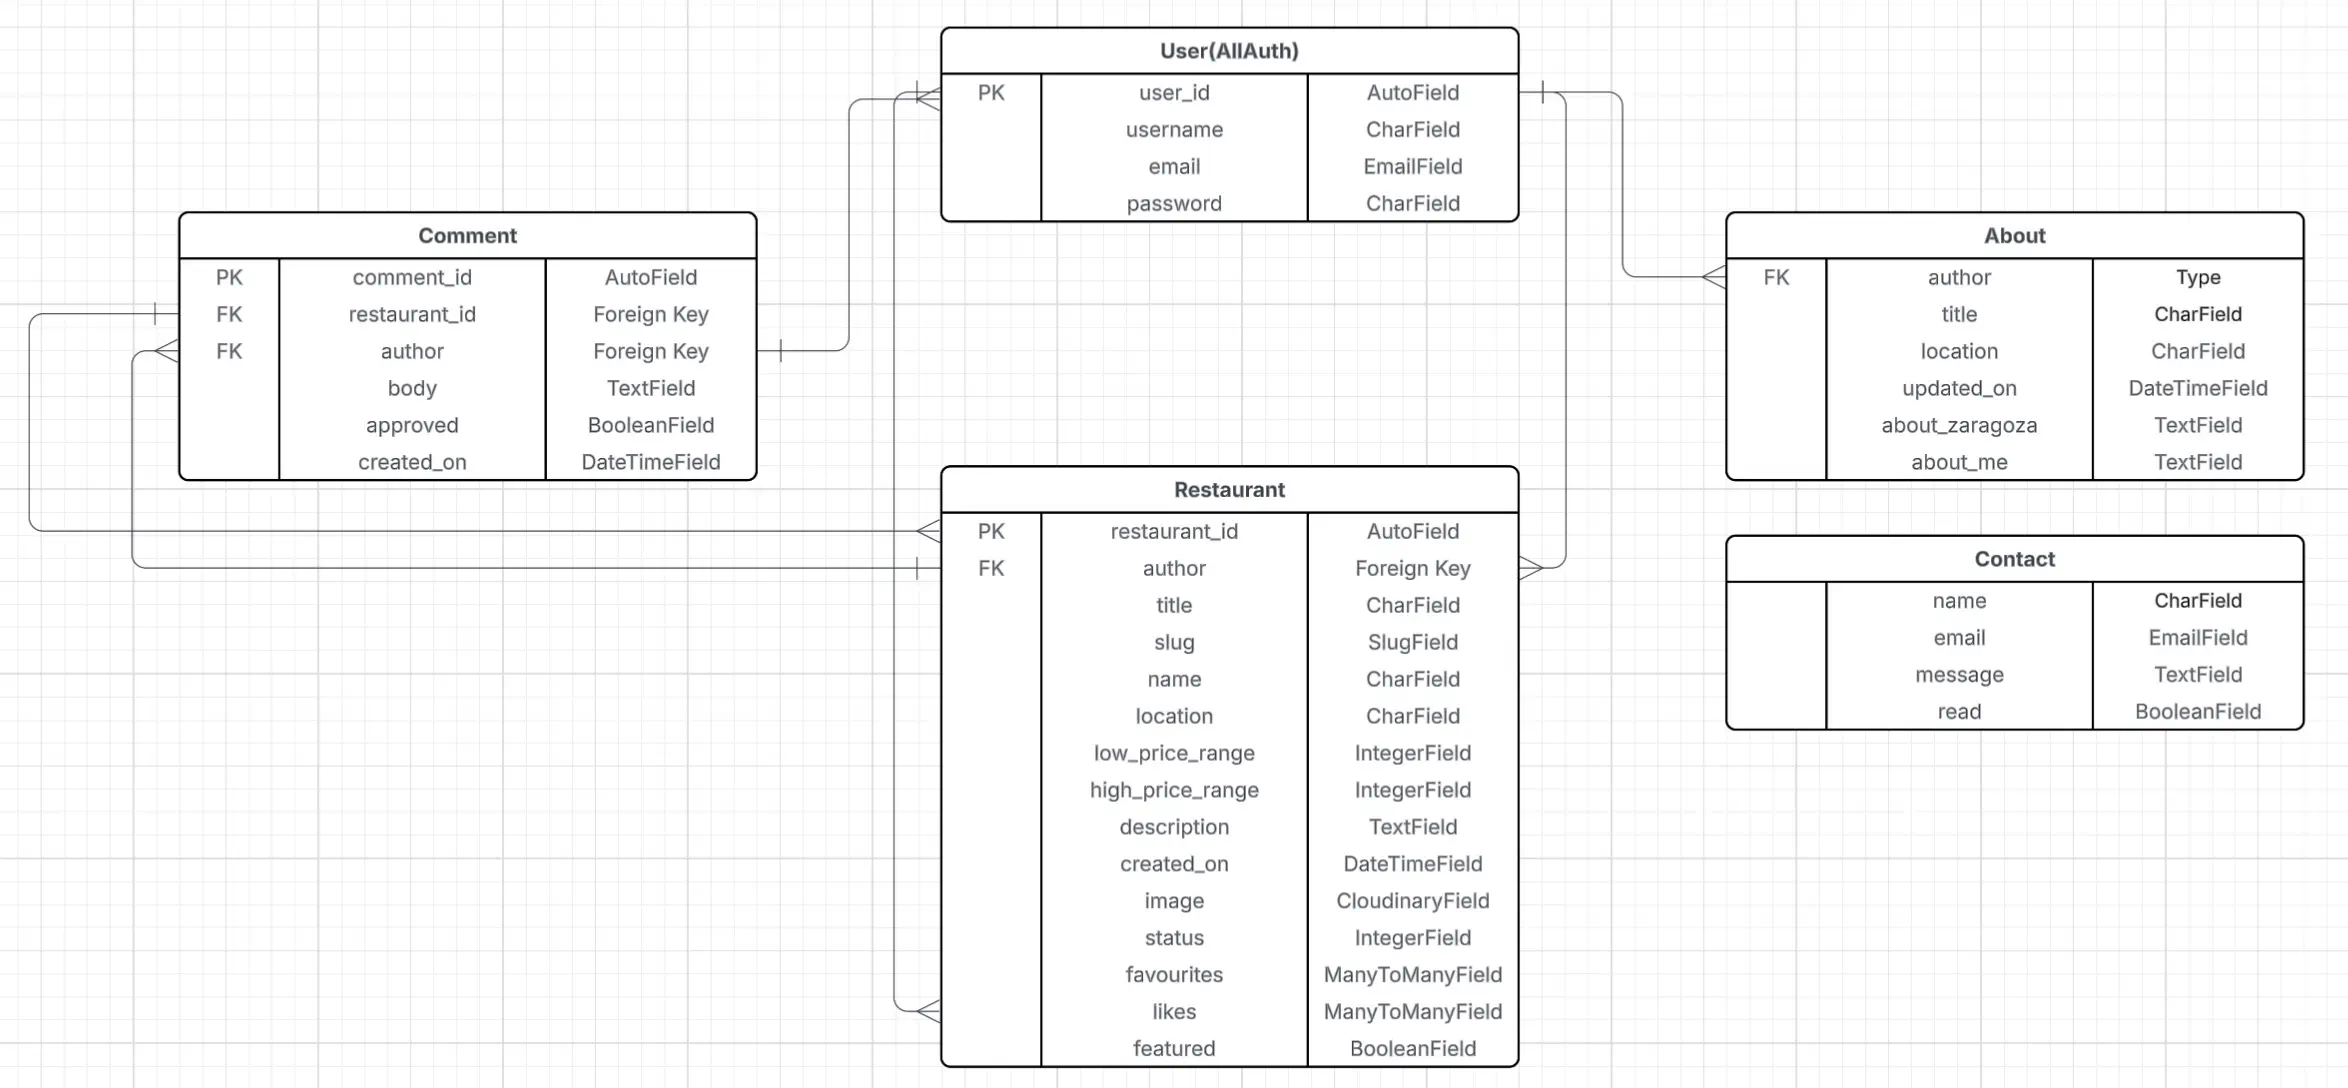 User(AllAuth)
PK user_id AutoField
username CharField
email EmailField
password CharField
Comment
PK comment_id AutoField
FK restaurant_id Foreign Key
FK author Foreign Key
body TextField
approved BooleanField
created_on DateTimeField
About
FK author Type
title CharField
location CharField
updated_on DateTimeField
about_zaragoza TextField
about_me TextField
Restaurant
PK restaurant_id AutoField
FK author Foreign Key
title CharField
slug SlugField
name CharField
location CharField
low_price_range IntegerField
high_price_range IntegerField
description TextField
created_on DateTimeField
image CloudinaryField
status IntegerField
favourites ManyToManyField
likes ManyToManyField
featured BooleanField
Contact
name CharField
email EmailField
message TextField
read BooleanField